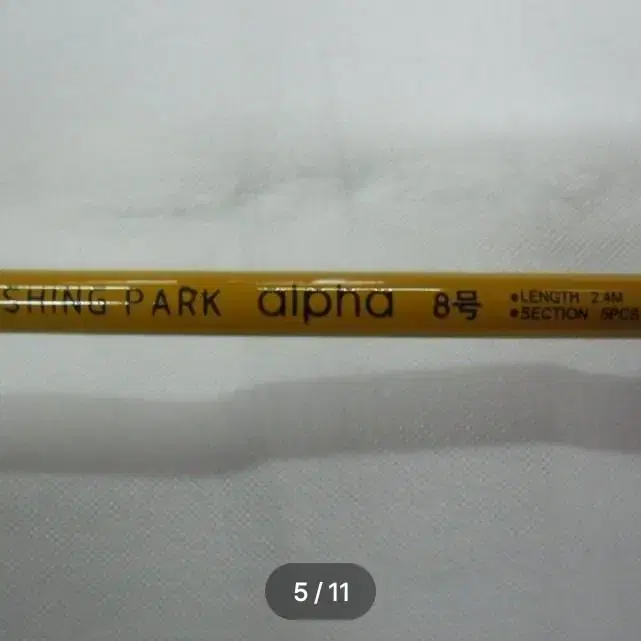 SHING PARK alpha 8号
•LENGTH 2.4M
•SECTION 5PCS
5 / 11